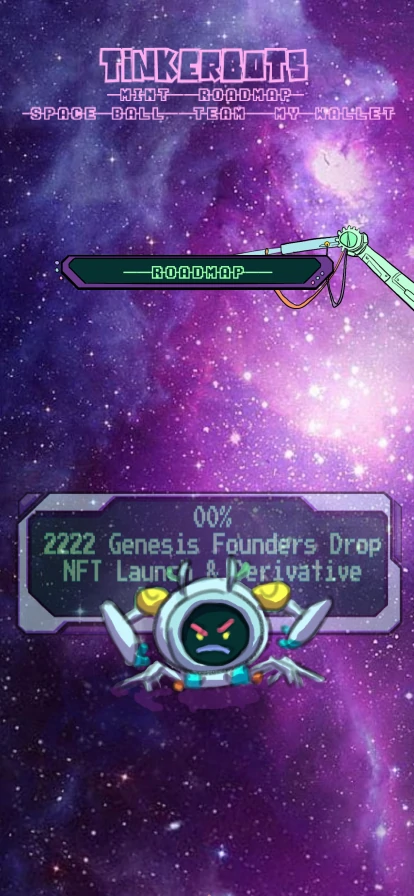 TINKERBOTS
MINT ROADMAP
SPACE BALL TEAM MY WALLET
ROADMAP
00%
2222 Genesis Founders Drop
NFT Launch & Derivative